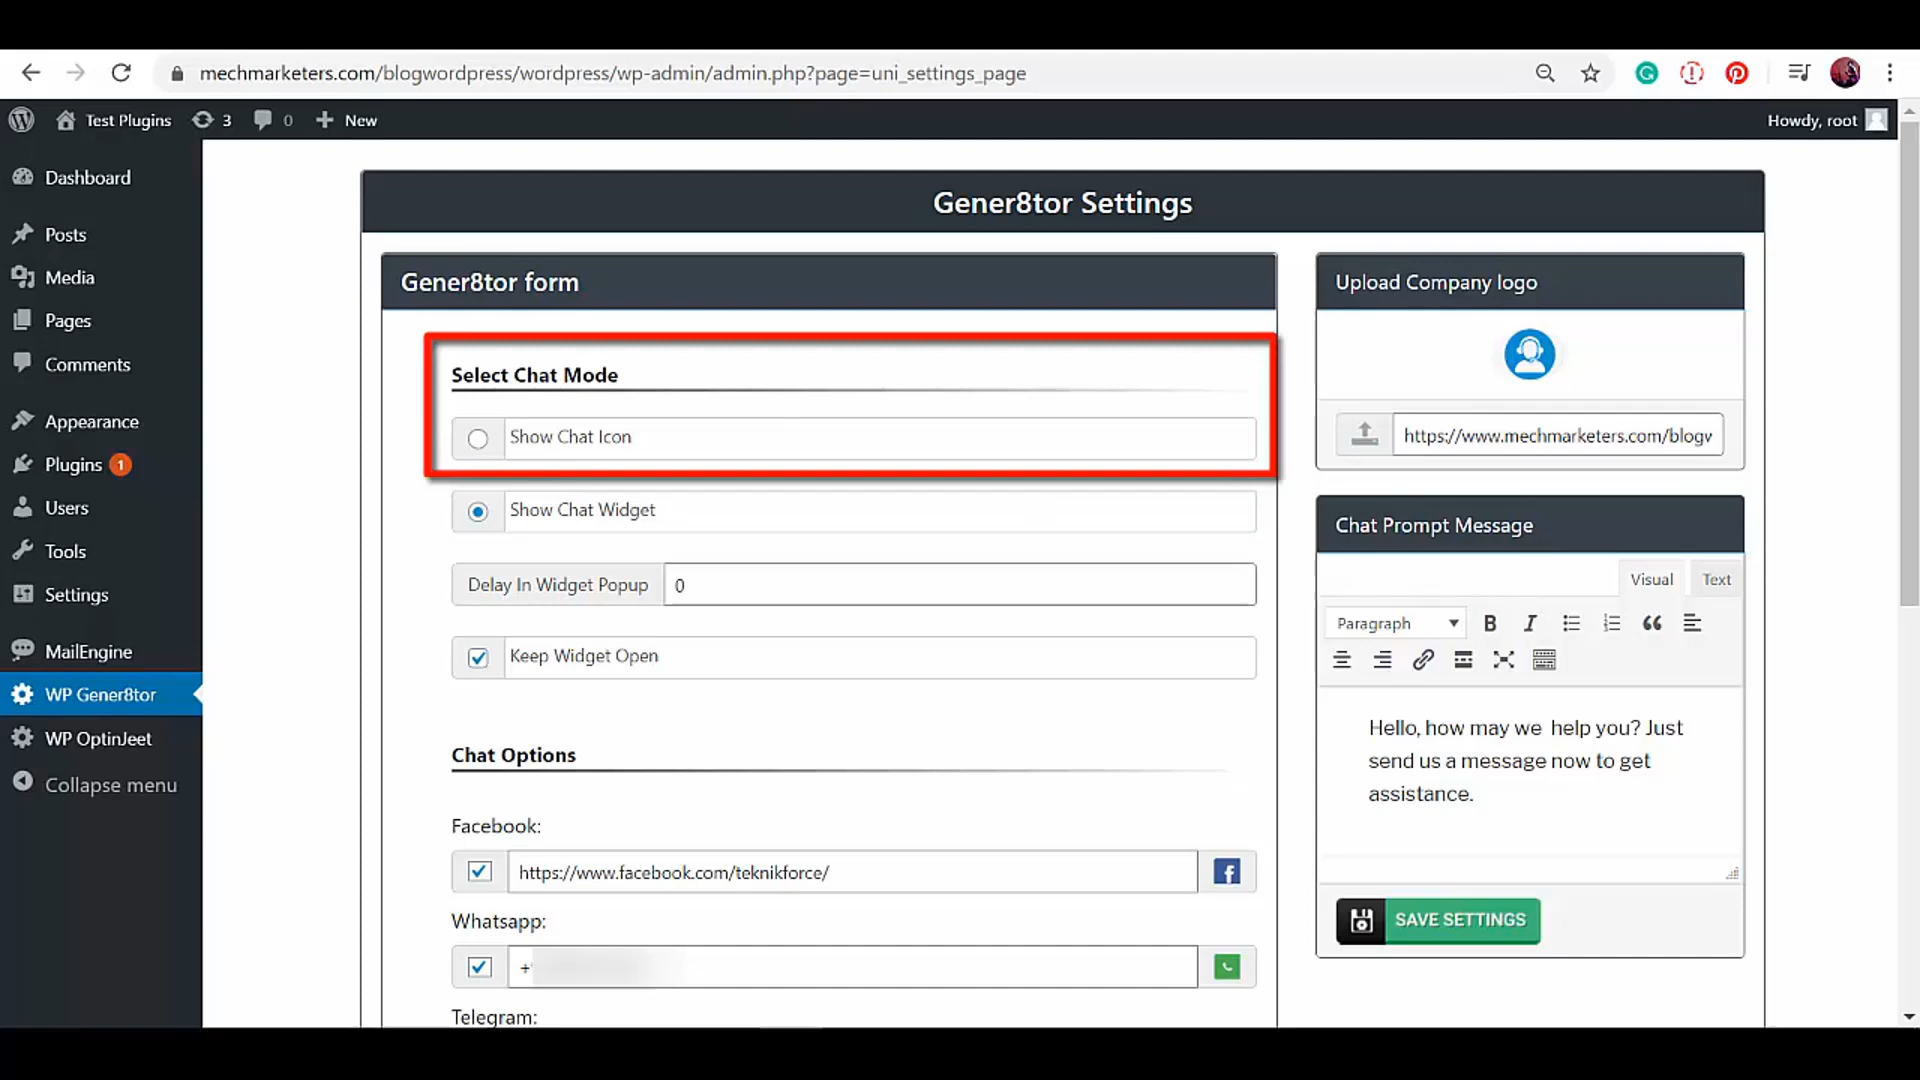 mechmarketers.com/blogwordpress/wordpress/wp-admin/admin.php?page=uni_settings_page
Test Plugins 3 0 New
Howdy, root
Dashboard
Posts
Media
Pages
Comments
Appearance
Plugins 1
Users
Tools
Settings
MailEngine
WP Gener8tor
WP OptinJeet
Collapse menu
Gener8tor Settings
Gener8tor form
Select Chat Mode
Show Chat Icon
Show Chat Widget
Delay In Widget Popup 0
Keep Widget Open
Chat Options
Facebook:
https://www.facebook.com/teknikforce/
Whatsapp:
+
Telegram:
Upload Company logo
https://www.mechmarketers.com/blogv
Chat Prompt Message
Visual Text
Paragraph
Hello, how may we help you? Just
send us a message now to get
assistance.
SAVE SETTINGS